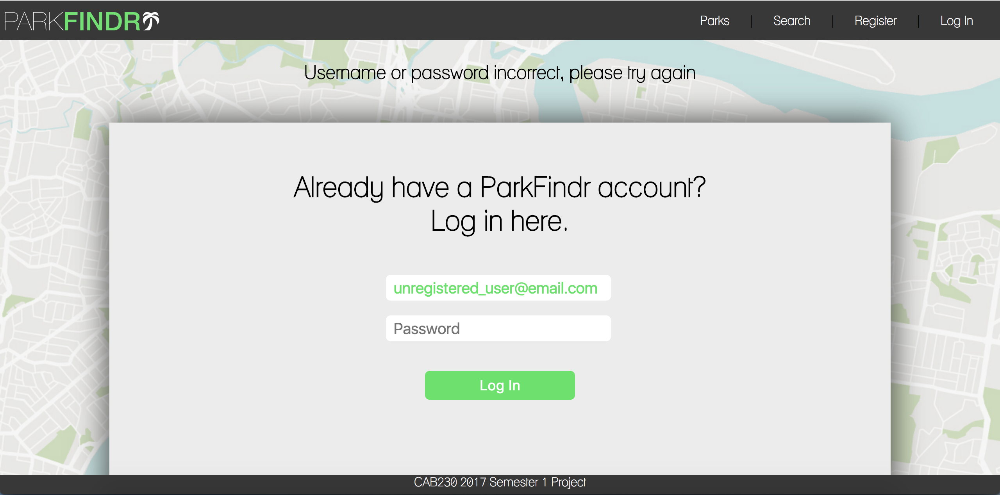 PARKFINDR
Parks | Search | Register | Log In
Username or password incorrect, please try again
Already have a ParkFindr account?
Log in here.
unregistered_user@email.com
Password
Log In
CAB230 2017 Semester 1 Project